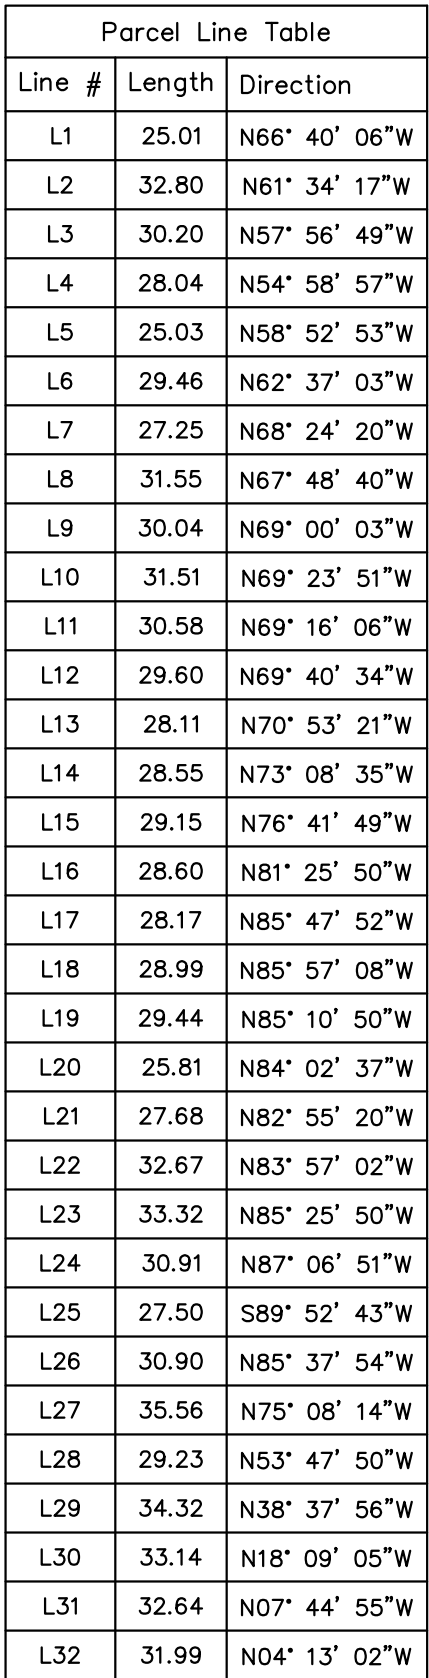 Parcel Line Table
Line # Length Direction
L1 25.01 N66° 40' 06"W
L2 32.80 N61° 34' 17"W
L3 30.20 N57° 56' 49"W
L4 28.04 N54° 58' 57"W
L5 25.03 N58° 52' 53"W
L6 29.46 N62° 37' 03"W
L7 27.25 N68° 24' 20"W
L8 31.55 N67° 48' 40"W
L9 30.04 N69° 00' 03"W
L10 31.51 N69° 23' 51"W
L11 30.58 N69° 16' 06"W
L12 29.60 N69° 40' 34"W
L13 28.11 N70° 53' 21"W
L14 28.55 N73° 08' 35"W
L15 29.15 N76° 41' 49"W
L16 28.60 N81° 25' 50"W
L17 28.17 N85° 47' 52"W
L18 28.99 N85° 57' 08"W
L19 29.44 N85° 10' 50"W
L20 25.81 N84° 02' 37"W
L21 27.68 N82° 55' 20"W
L22 32.67 N83° 57' 02"W
L23 33.32 N85° 25' 50"W
L24 30.91 N87° 06' 51"W
L25 27.50 S89° 52' 43"W
L26 30.90 N85° 37' 54"W
L27 35.56 N75° 08' 14"W
L28 29.23 N53° 47' 50"W
L29 34.32 N38° 37' 56"W
L30 33.14 N18° 09' 05"W
L31 32.64 N07° 44' 55"W
L32 31.99 N04° 13' 02"W